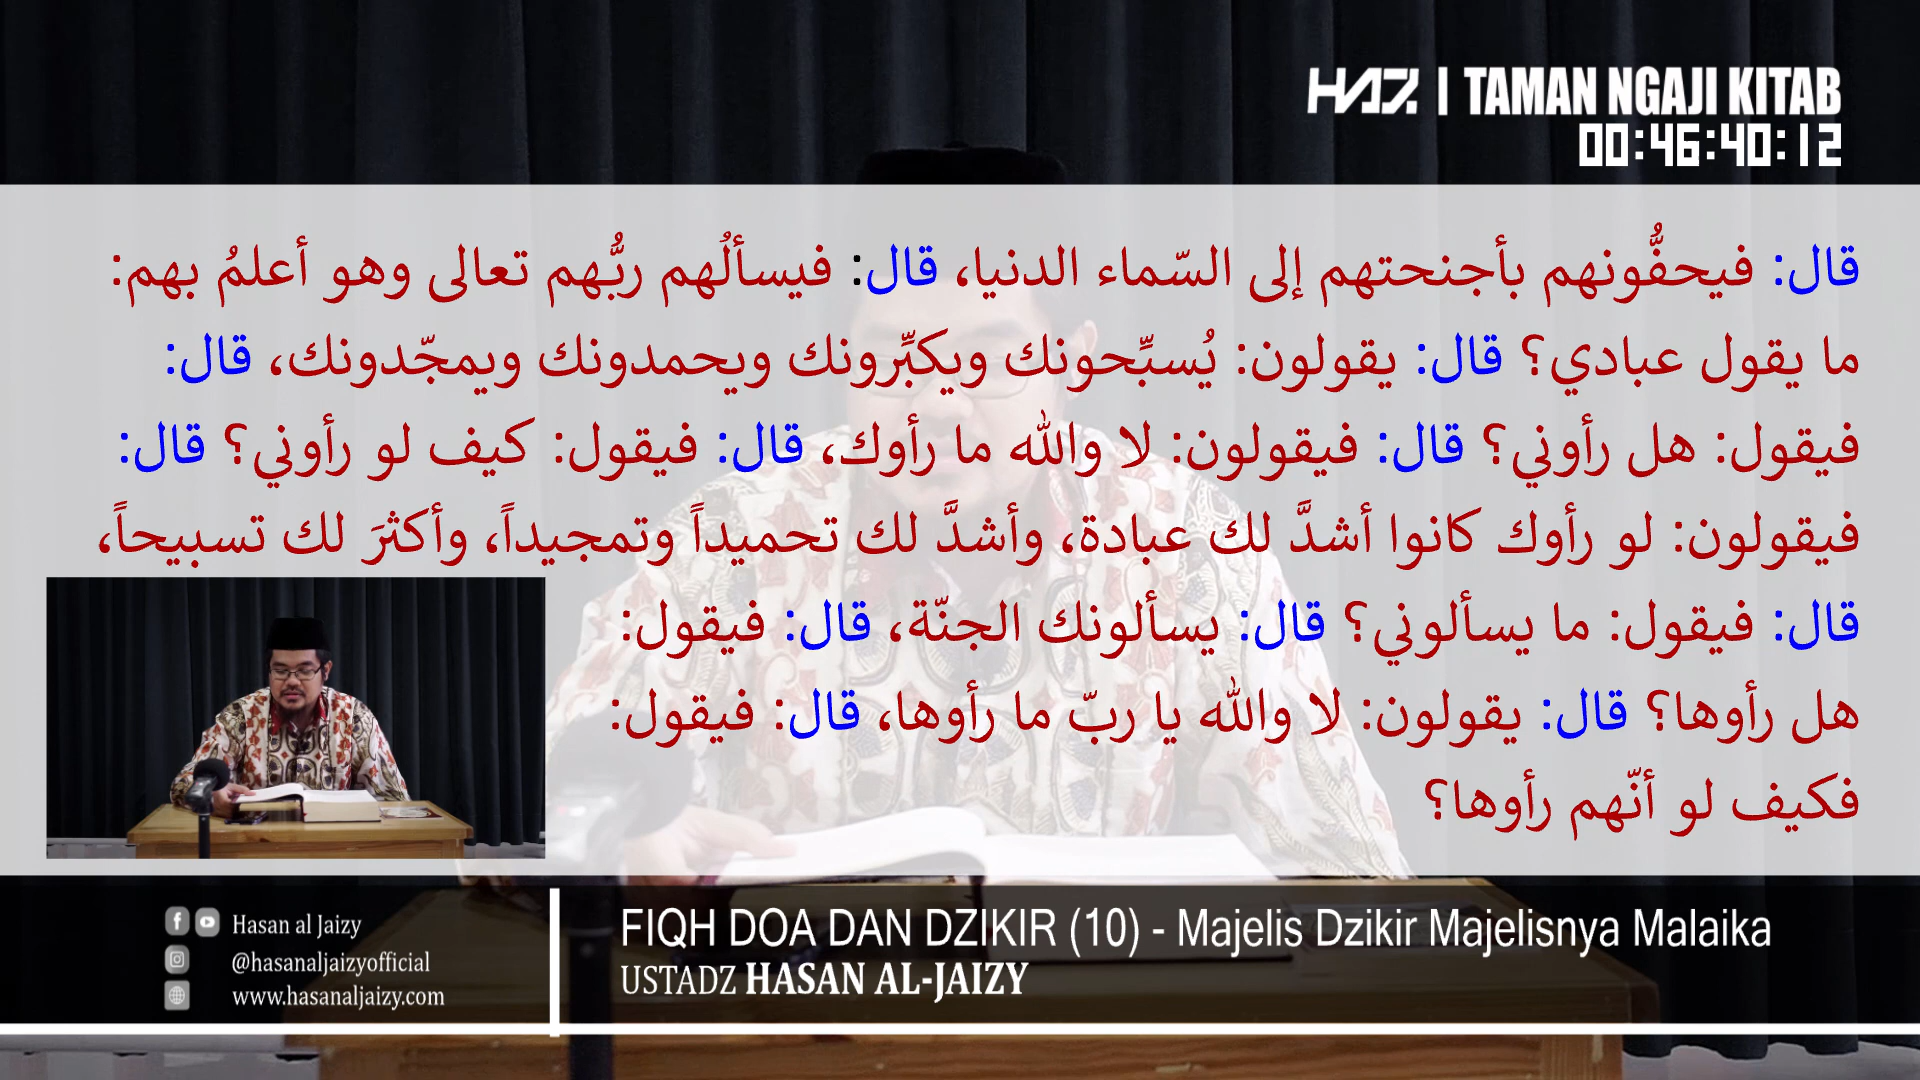 HAZ. | TAMAN NGAJI KITAB
00:46:40:12
قال: فيحفُّونهم بأجنحتهم إلى السّماء الدنيا، قال: فيسألُهم ربُّهم تعالى وهو أعلمُ بهم:
ما يقول عبادي؟ قال: يقولون: يُسبِّحونك ويكبِّرونك ويحمدونك ويمجّدونك، قال:
فيقول: هل رأوني؟ قال: فيقولون: لا والله ما رأوك، قال: فيقول: كيف لو رأوني؟ قال:
فيقولون: لو رأوك كانوا أشدَّ لك عبادة، وأشدَّ لك تحميداً وتمجيداً، وأكثرَ لك تسبيحاً،
قال: فيقول: ما يسألوني؟ قال: يسألونك الجنّة، قال: فيقول:
هل رأوها؟ قال: يقولون: لا والله يا ربّ ما رأوها، قال: فيقول:
فكيف لو أنّهم رأوها؟
Hasan al Jaizy
@hasanaljaizyofficial
www.hasanaljaizy.com
FIQH DOA DAN DZIKIR (10) - Majelis Dzikir Majelisnya Malaika
USTADZ HASAN AL-JAIZY